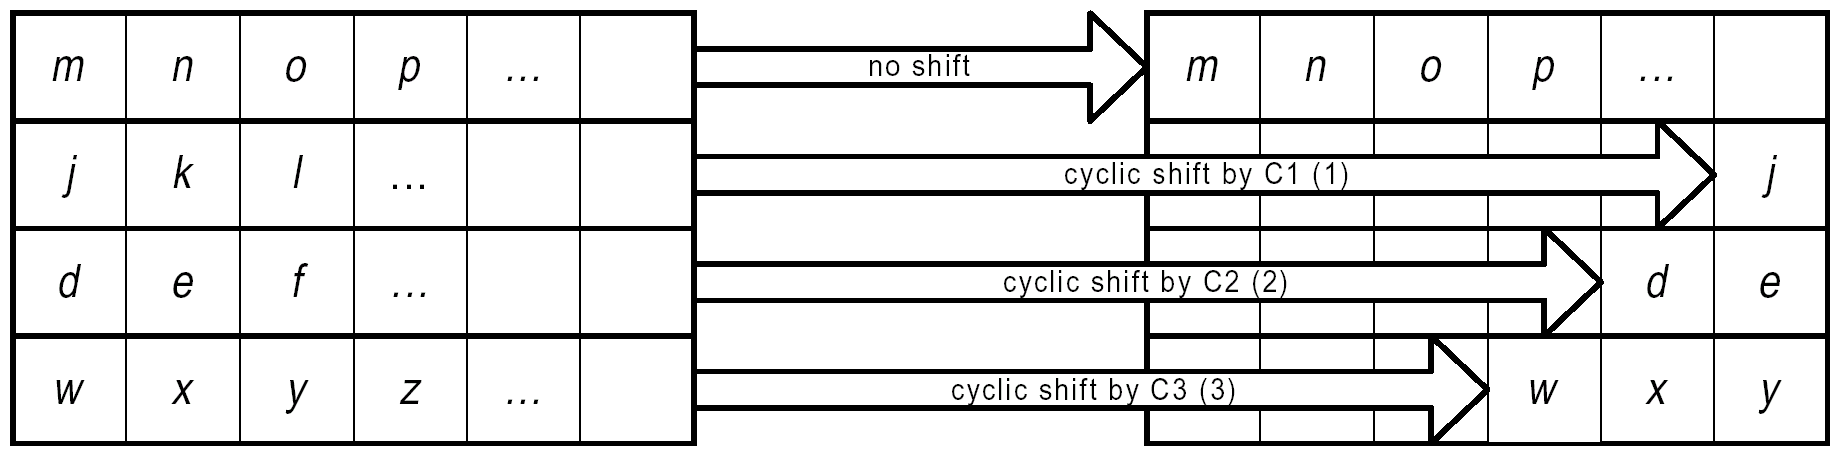 m n o p ... no shift m n o p ...
j k l ... cyclic shift by C1 (1) j
d e f ... cyclic shift by C2 (2) d e
w x y z ... cyclic shift by C3 (3) w x y